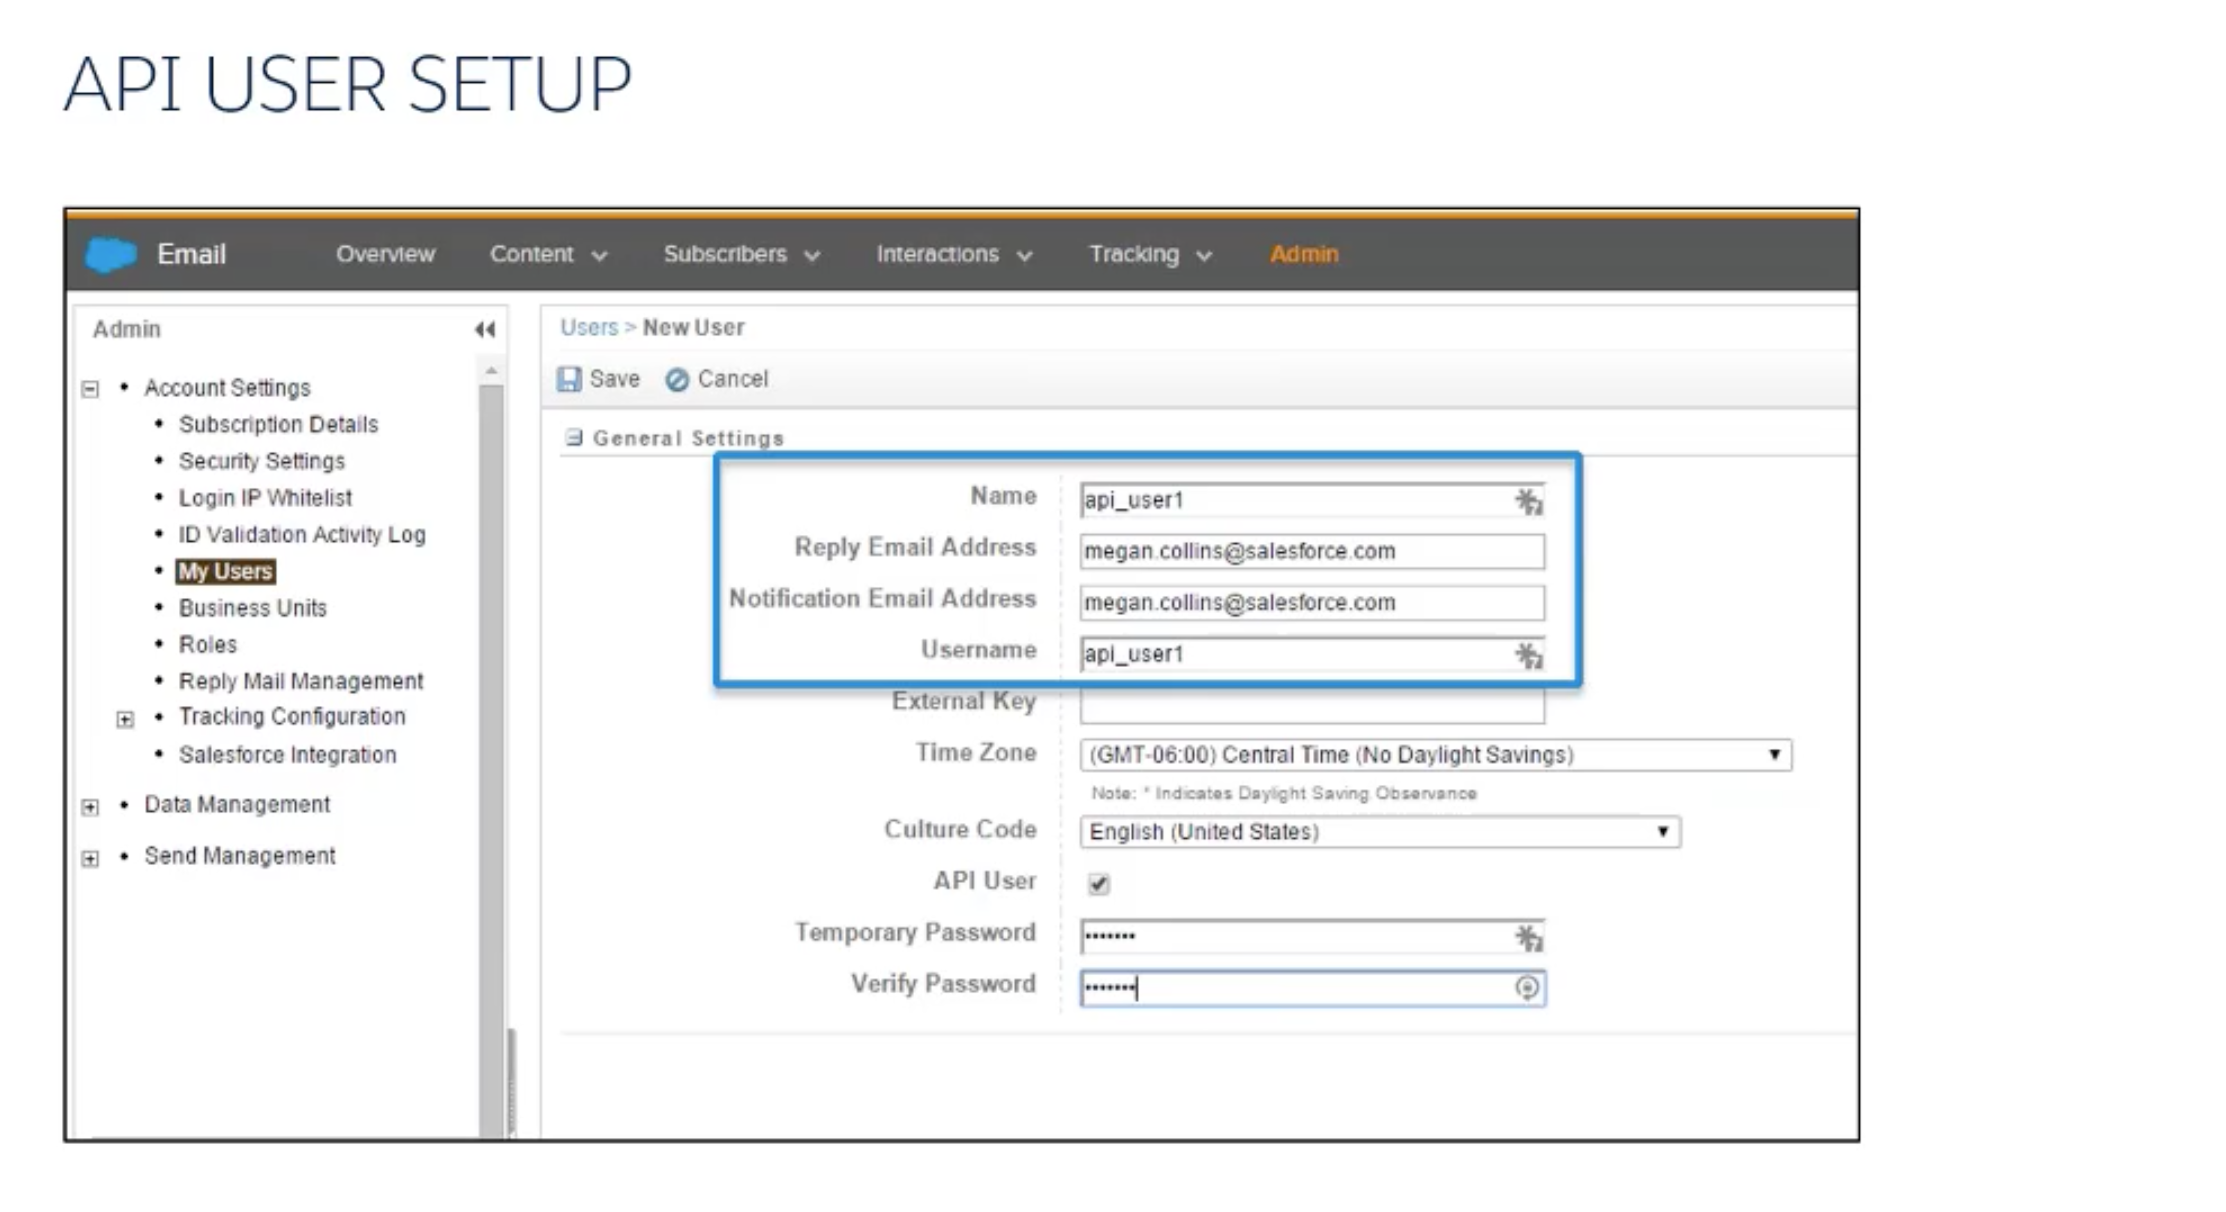 API USER SETUP
Email Overview Content Subscribers Interactions Tracking Admin
Admin
Account Settings
Subscription Details
Security Settings
Login IP Whitelist
ID Validation Activity Log
My Users
Business Units
Roles
Reply Mail Management
Tracking Configuration
Salesforce Integration
Data Management
Send Management
Users > New User
Save Cancel
General Settings
Name api_user1
Reply Email Address megan.collins@salesforce.com
Notification Email Address megan.collins@salesforce.com
Username api_user1
External Key
Time Zone (GMT-06:00) Central Time (No Daylight Savings)
Note: * Indicates Daylight Saving Observance
Culture Code English (United States)
API User
Temporary Password •••••••
Verify Password •••••••